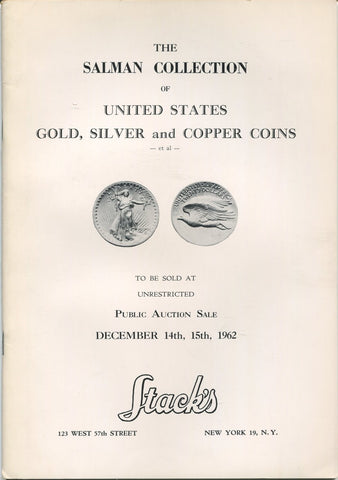 THE
SALMAN COLLECTION
OF
UNITED STATES
GOLD, SILVER and COPPER COINS
— et al —
TO BE SOLD AT
UNRESTRICTED
PUBLIC AUCTION SALE
DECEMBER 14th, 15th, 1962
Stack's
123 WEST 57th STREET NEW YORK 19, N. Y.